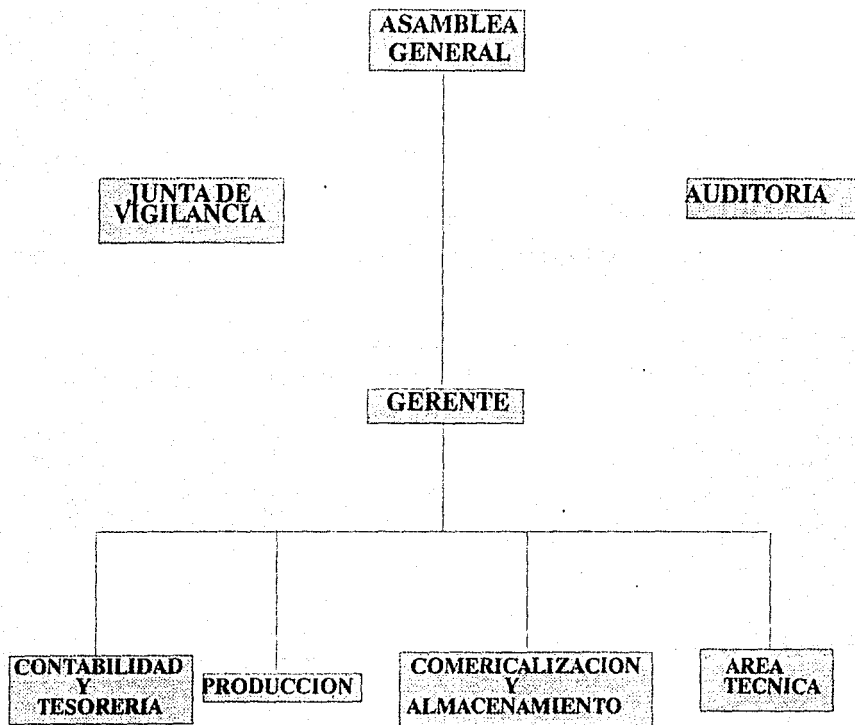 ASAMBLEA
GENERAL
JUNTA DE
VIGILANCIA
AUDITORIA
GERENTE
CONTABILIDAD
Y
TESORERIA
PRODUCCION
COMERICALIZACION
Y
ALMACENAMIENTO
AREA
TECNICA